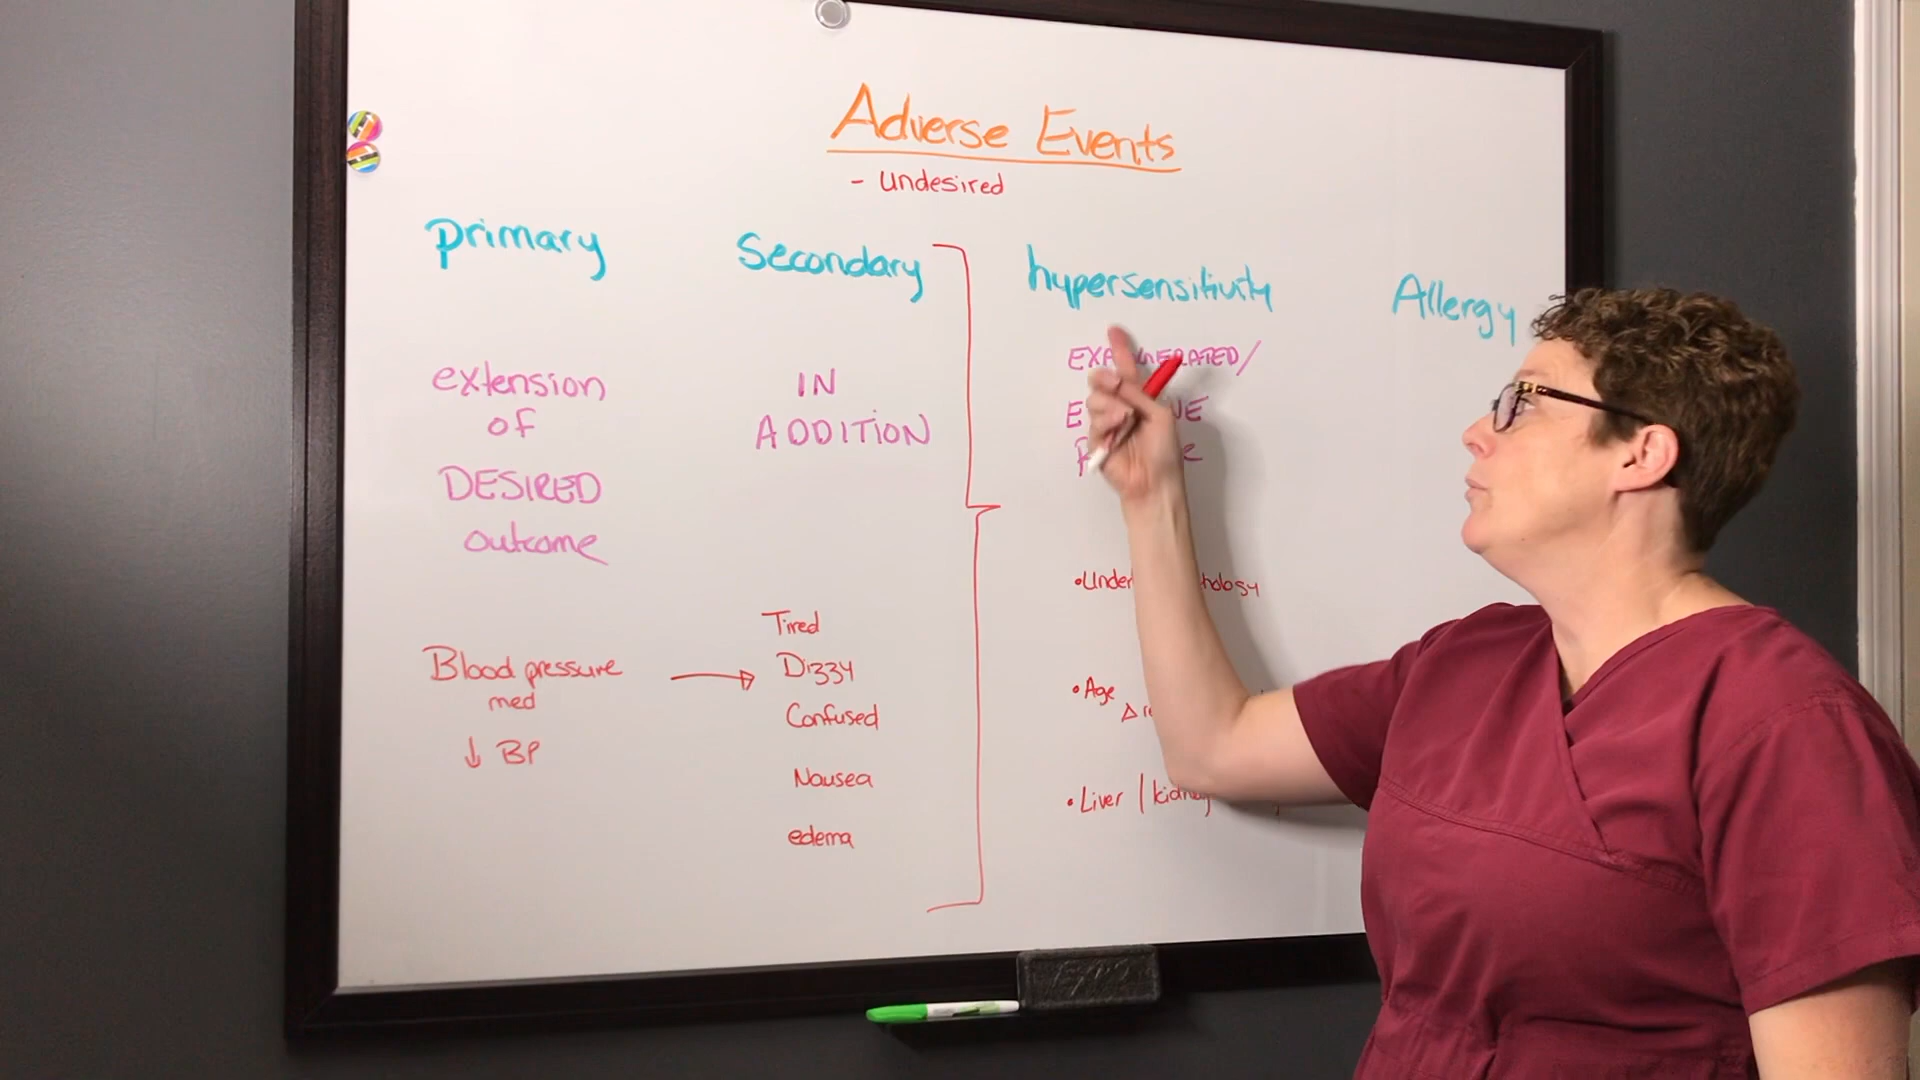 Adverse Events
- Undesired
primary
Secondary
hypersensitivity
Allergy
extension
of
DESIRED
outcome
IN
ADDITION
Blood pressure
med
↓ BP
Tired
Dizzy
Confused
Nausea
edema
• Age
Δ
• Liver /